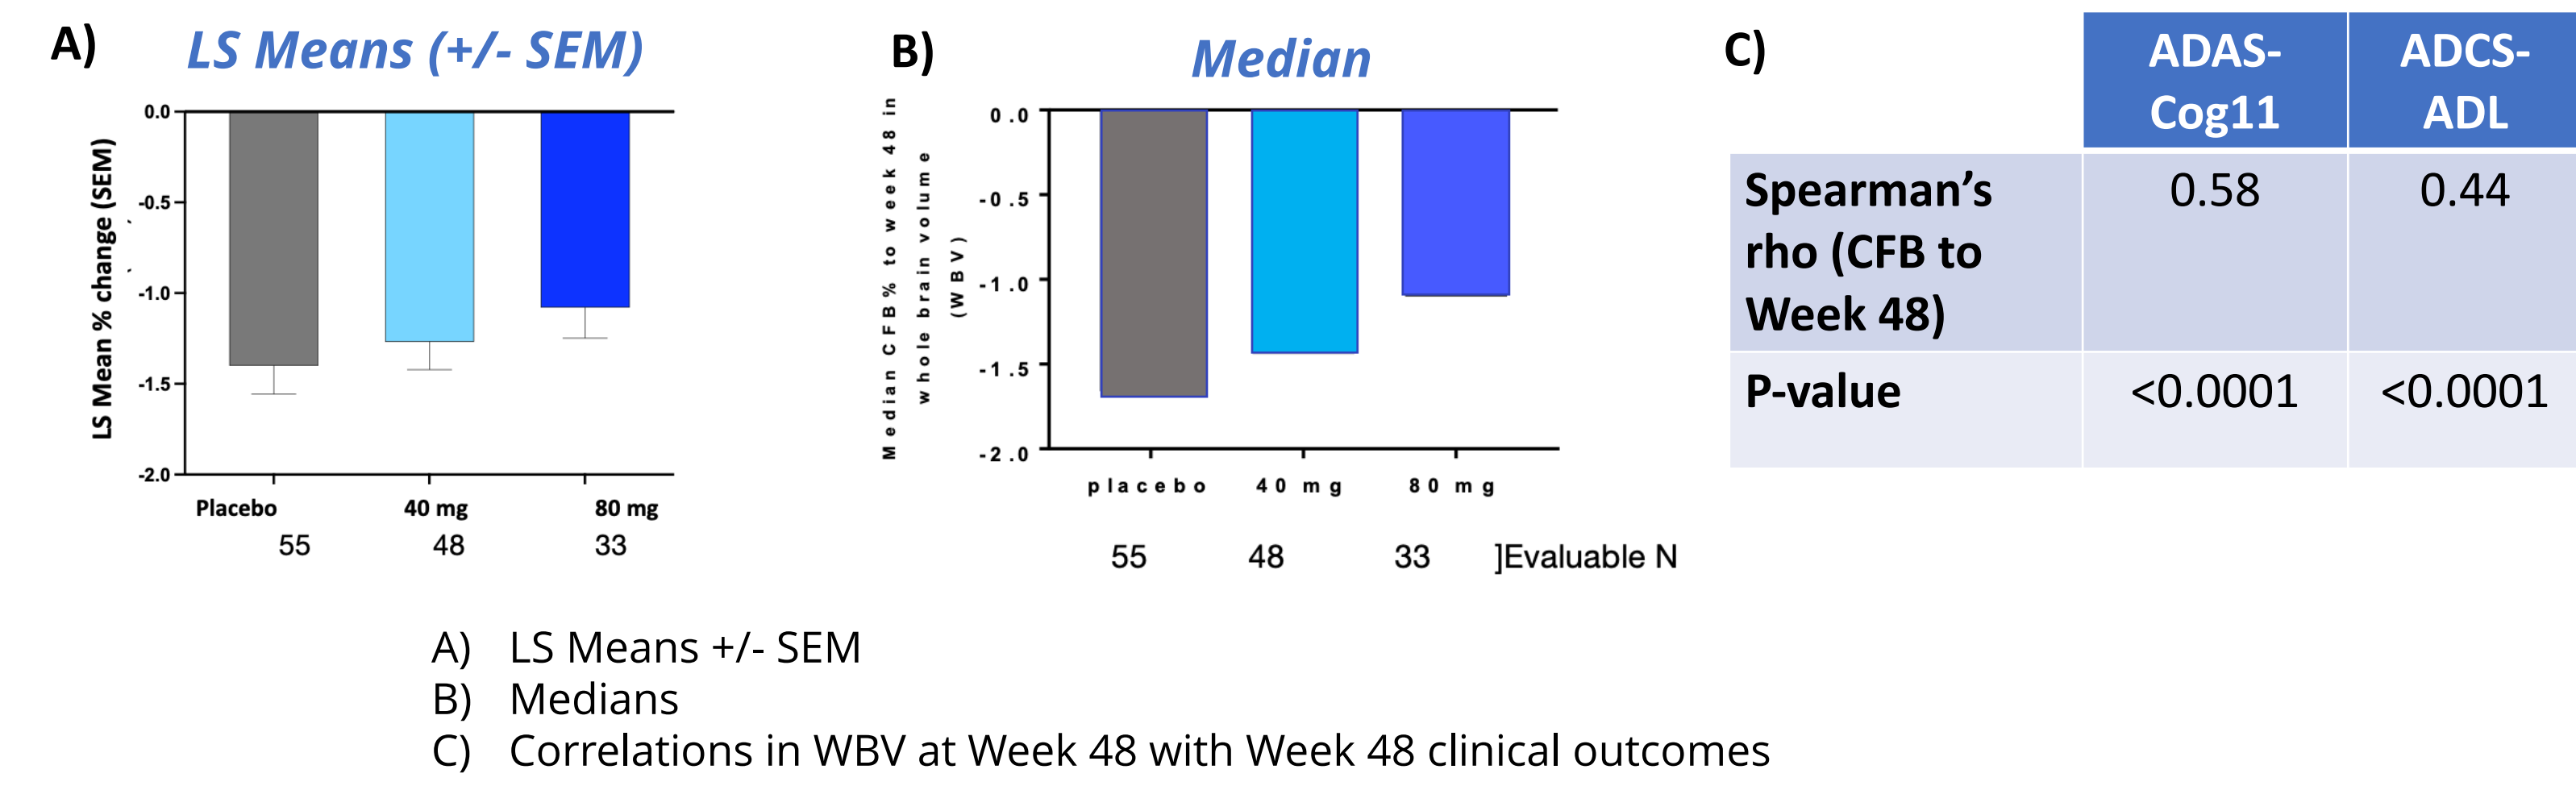 A)
LS Means (+/- SEM)
LS Mean % change (SEM)
0.0
-0.5
-1.0
-1.5
-2.0
Placebo 40 mg 80 mg
55 48 33
B)
Median
Median CFB% to week 48 in
whole brain volume
(WBV)
0.0
-0.5
-1.0
-1.5
-2.0
placebo 40 mg 80 mg
55 48 33 ]Evaluable N
C)
ADAS-
Cog11
ADCS-
ADL
Spearman’s
rho (CFB to
Week 48)
0.58 0.44
P-value <0.0001 <0.0001
A) LS Means +/- SEM
B) Medians
C) Correlations in WBV at Week 48 with Week 48 clinical outcomes